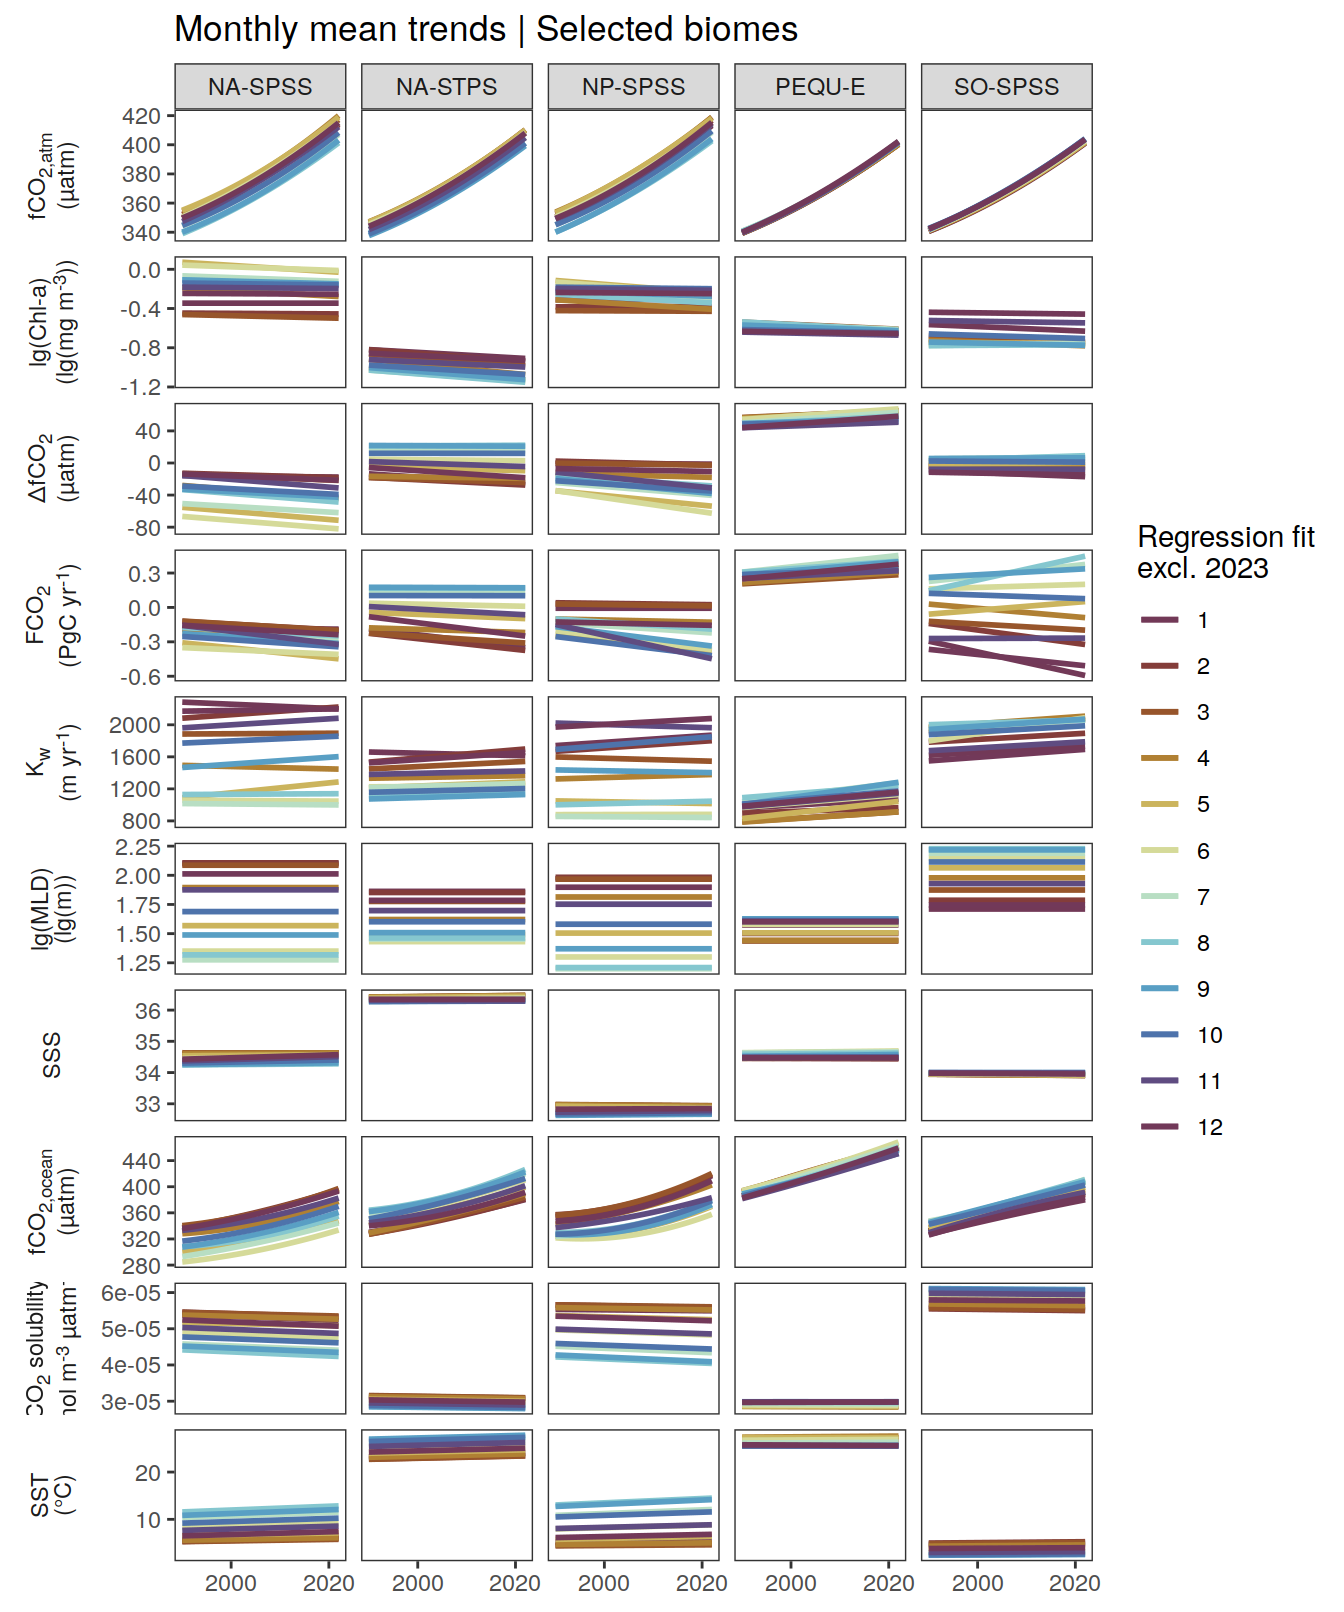 Monthly mean trends | Selected biomes
NA-SPSS NA-STPS NP-SPSS PEQU-E SO-SPSS
fCO2,atm
(µatm)
420
400
380
360
340
lg(Chl-a)
(lg(mg m-3))
0.0
-0.4
-0.8
-1.2
ΔfCO2
(µatm)
40
0
-40
-80
FCO2
(PgC yr-1)
0.3
0.0
-0.3
-0.6
Kw
(m yr-1)
2000
1600
1200
800
lg(MLD)
(lg(m))
2.25
2.00
1.75
1.50
1.25
SSS
36
35
34
33
fCO2,ocean
(µatm)
440
400
360
320
280
CO2 solubility
nol m-3 µatm-
6e-05
5e-05
4e-05
3e-05
SST
(°C)
20
10
2000 2020 2000 2020 2000 2020 2000 2020 2000 2020
Regression fit
excl. 2023
1
2
3
4
5
6
7
8
9
10
11
12